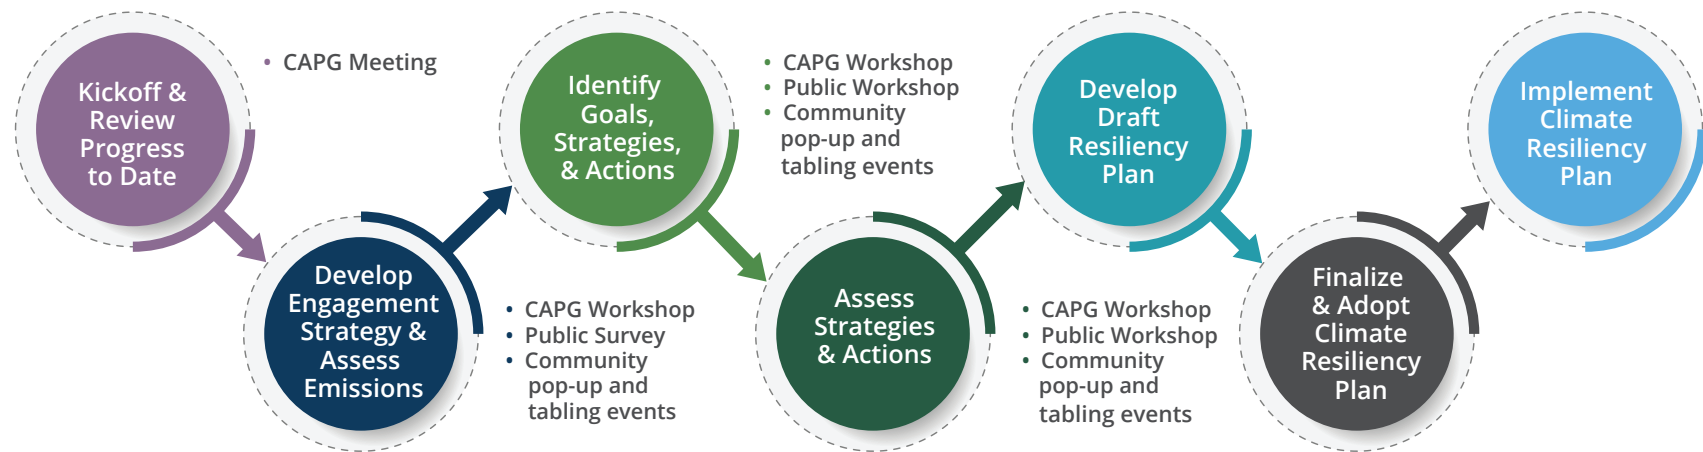 Kickoff &
Review
Progress
to Date
• CAPG Meeting
Develop
Engagement
Strategy &
Assess
Emissions
• CAPG Workshop
• Public Survey
• Community
pop-up and
tabling events
Identify
Goals,
Strategies,
& Actions
• CAPG Workshop
• Public Workshop
• Community
pop-up and
tabling events
Assess
Strategies
& Actions
• CAPG Workshop
• Public Workshop
• Community
pop-up and
tabling events
Develop
Draft
Resiliency
Plan
Finalize
& Adopt
Climate
Resiliency
Plan
Implement
Climate
Resiliency
Plan